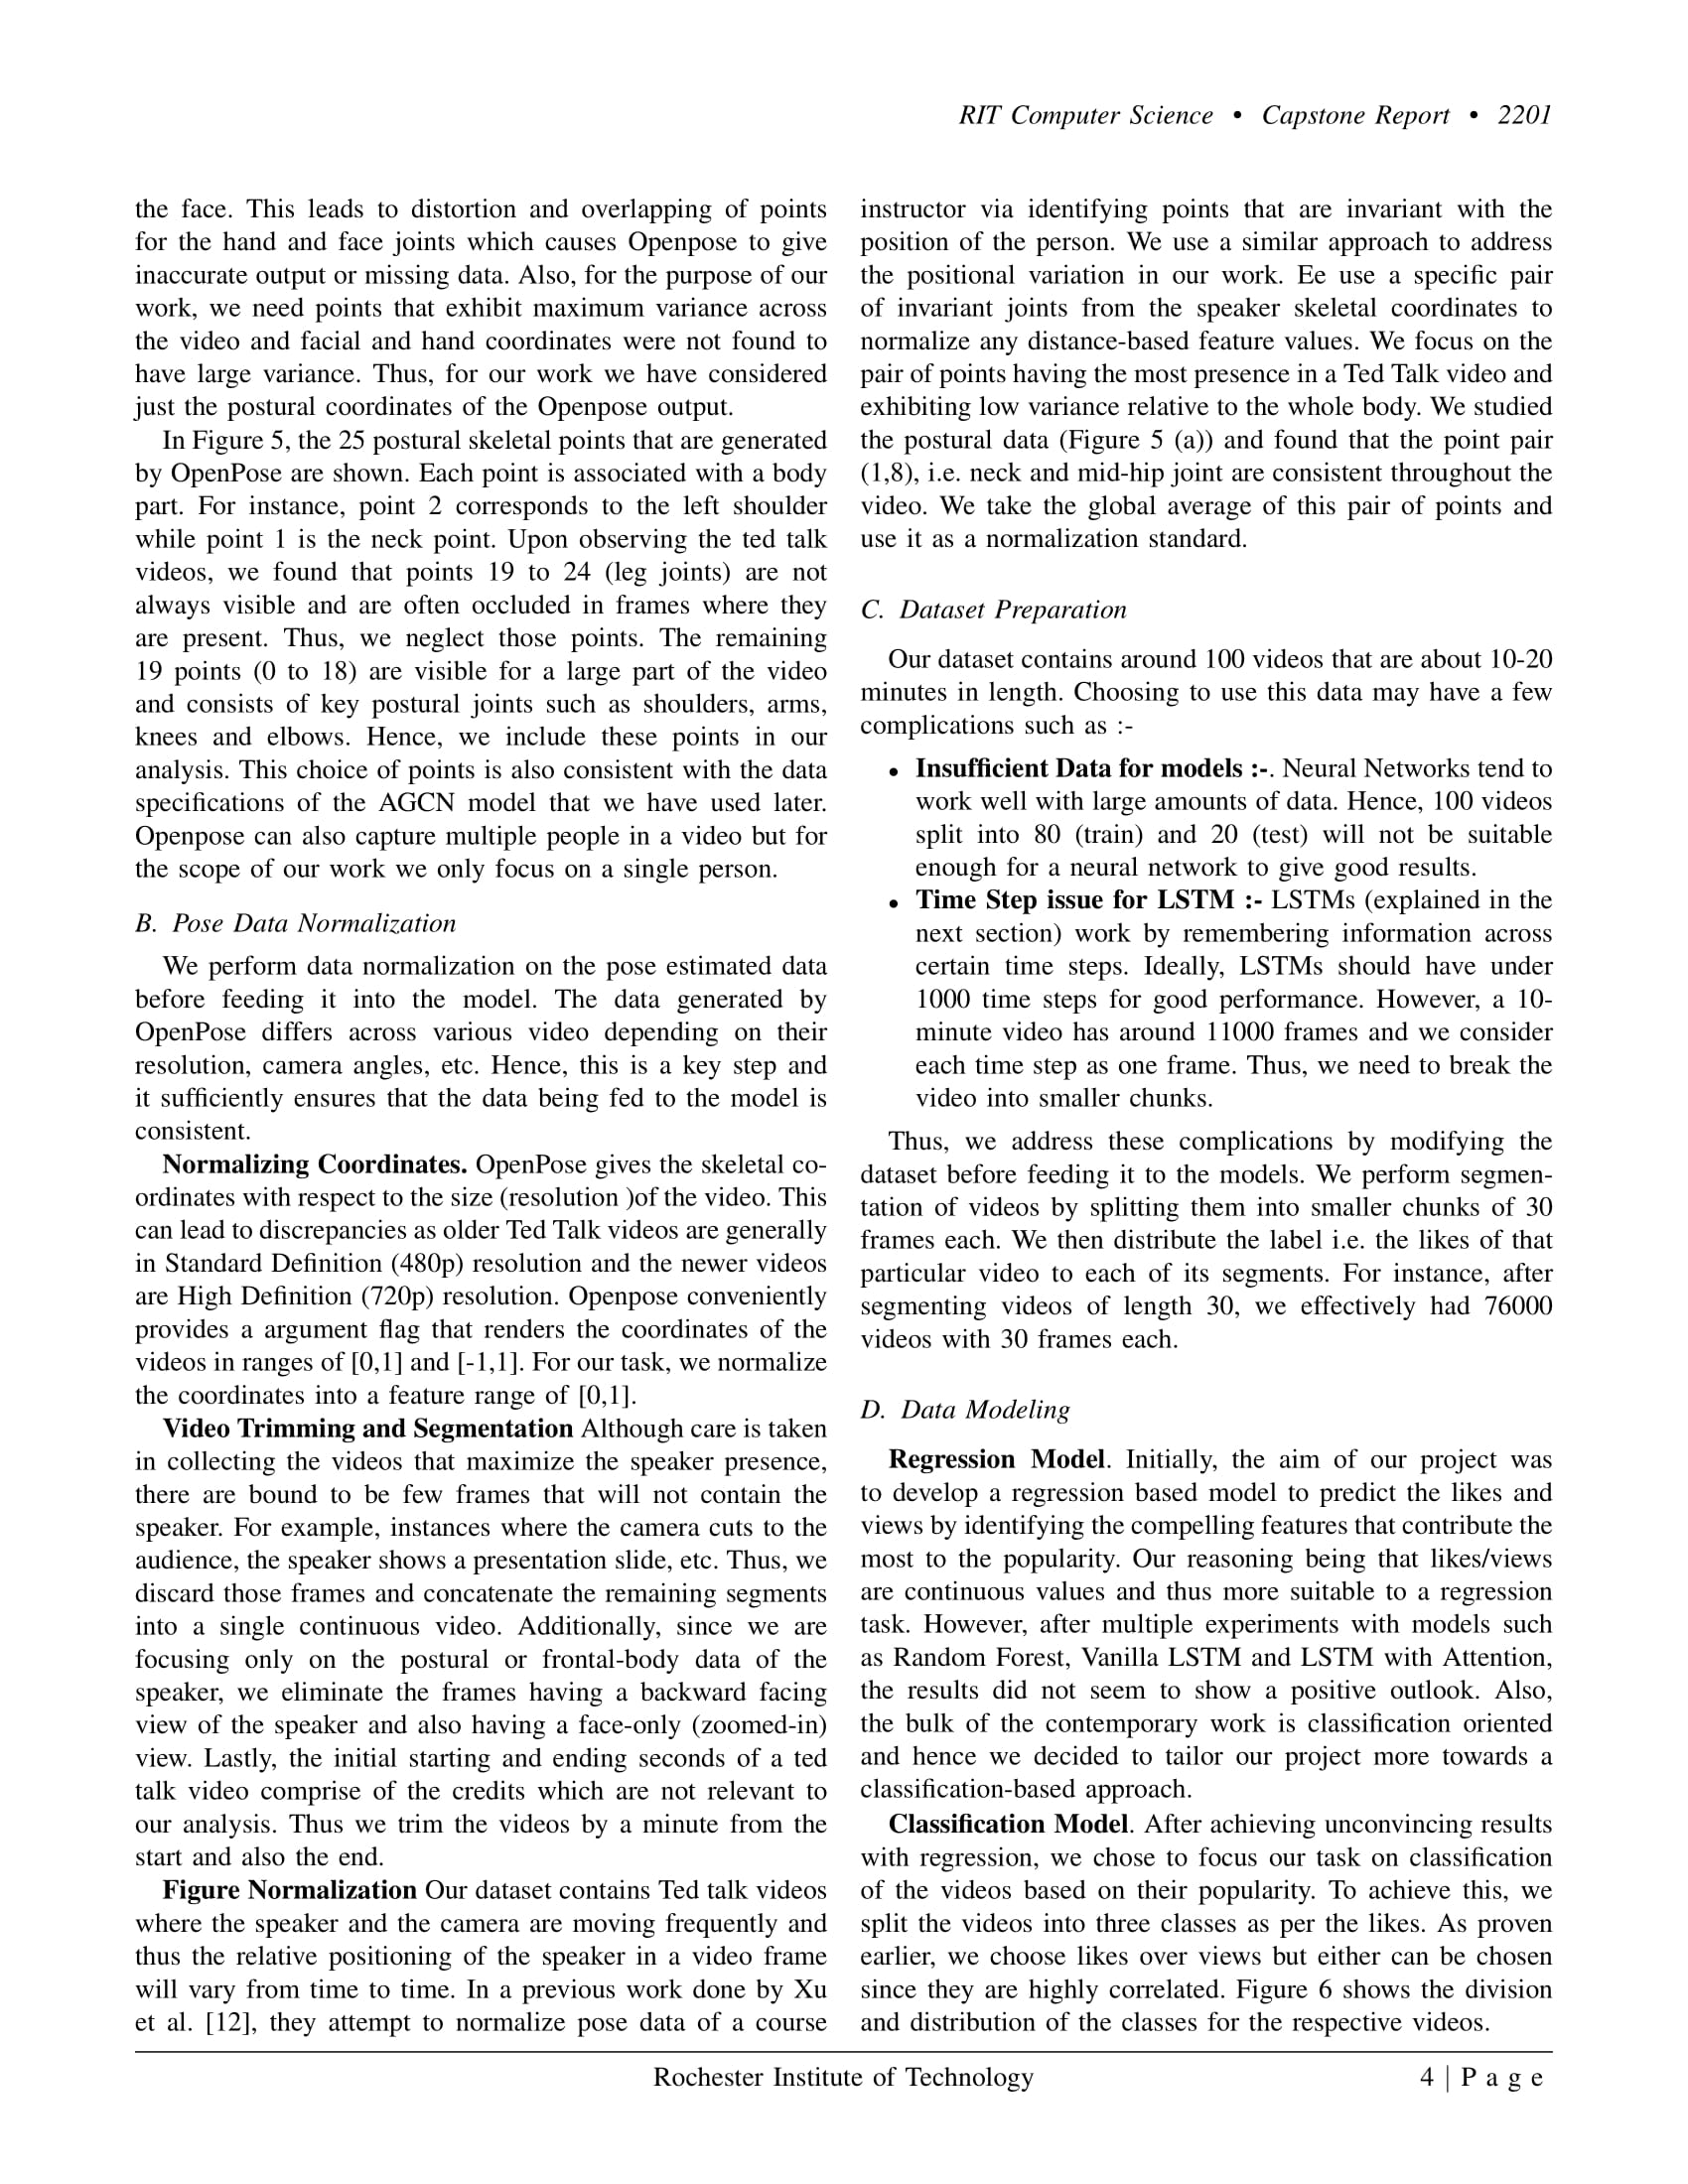 RIT Computer Science • Capstone Report • 2201
the face. This leads to distortion and overlapping of points
for the hand and face joints which causes Openpose to give
inaccurate output or missing data. Also, for the purpose of our
work, we need points that exhibit maximum variance across
the video and facial and hand coordinates were not found to
have large variance. Thus, for our work we have considered
just the postural coordinates of the Openpose output.
In Figure 5, the 25 postural skeletal points that are generated
by OpenPose are shown. Each point is associated with a body
part. For instance, point 2 corresponds to the left shoulder
while point 1 is the neck point. Upon observing the ted talk
videos, we found that points 19 to 24 (leg joints) are not
always visible and are often occluded in frames where they
are present. Thus, we neglect those points. The remaining
19 points (0 to 18) are visible for a large part of the video
and consists of key postural joints such as shoulders, arms,
knees and elbows. Hence, we include these points in our
analysis. This choice of points is also consistent with the data
specifications of the AGCN model that we have used later.
Openpose can also capture multiple people in a video but for
the scope of our work we only focus on a single person.
B. Pose Data Normalization
We perform data normalization on the pose estimated data
before feeding it into the model. The data generated by
OpenPose differs across various video depending on their
resolution, camera angles, etc. Hence, this is a key step and
it sufficiently ensures that the data being fed to the model is
consistent.
Normalizing Coordinates. OpenPose gives the skeletal co-
ordinates with respect to the size (resolution )of the video. This
can lead to discrepancies as older Ted Talk videos are generally
in Standard Definition (480p) resolution and the newer videos
are High Definition (720p) resolution. Openpose conveniently
provides a argument flag that renders the coordinates of the
videos in ranges of [0,1] and [-1,1]. For our task, we normalize
the coordinates into a feature range of [0,1].
Video Trimming and Segmentation Although care is taken
in collecting the videos that maximize the speaker presence,
there are bound to be few frames that will not contain the
speaker. For example, instances where the camera cuts to the
audience, the speaker shows a presentation slide, etc. Thus, we
discard those frames and concatenate the remaining segments
into a single continuous video. Additionally, since we are
focusing only on the postural or frontal-body data of the
speaker, we eliminate the frames having a backward facing
view of the speaker and also having a face-only (zoomed-in)
view. Lastly, the initial starting and ending seconds of a ted
talk video comprise of the credits which are not relevant to
our analysis. Thus we trim the videos by a minute from the
start and also the end.
Figure Normalization Our dataset contains Ted talk videos
where the speaker and the camera are moving frequently and
thus the relative positioning of the speaker in a video frame
will vary from time to time. In a previous work done by Xu
et al. [12], they attempt to normalize pose data of a course
instructor via identifying points that are invariant with the
position of the person. We use a similar approach to address
the positional variation in our work. Ee use a specific pair
of invariant joints from the speaker skeletal coordinates to
normalize any distance-based feature values. We focus on the
pair of points having the most presence in a Ted Talk video and
exhibiting low variance relative to the whole body. We studied
the postural data (Figure 5 (a)) and found that the point pair
(1,8), i.e. neck and mid-hip joint are consistent throughout the
video. We take the global average of this pair of points and
use it as a normalization standard.
C. Dataset Preparation
Our dataset contains around 100 videos that are about 10-20
minutes in length. Choosing to use this data may have a few
complications such as :-
• Insufficient Data for models :-. Neural Networks tend to
work well with large amounts of data. Hence, 100 videos
split into 80 (train) and 20 (test) will not be suitable
enough for a neural network to give good results.
• Time Step issue for LSTM :- LSTMs (explained in the
next section) work by remembering information across
certain time steps. Ideally, LSTMs should have under
1000 time steps for good performance. However, a 10-
minute video has around 11000 frames and we consider
each time step as one frame. Thus, we need to break the
video into smaller chunks.
Thus, we address these complications by modifying the
dataset before feeding it to the models. We perform segmen-
tation of videos by splitting them into smaller chunks of 30
frames each. We then distribute the label i.e. the likes of that
particular video to each of its segments. For instance, after
segmenting videos of length 30, we effectively had 76000
videos with 30 frames each.
D. Data Modeling
Regression Model. Initially, the aim of our project was
to develop a regression based model to predict the likes and
views by identifying the compelling features that contribute the
most to the popularity. Our reasoning being that likes/views
are continuous values and thus more suitable to a regression
task. However, after multiple experiments with models such
as Random Forest, Vanilla LSTM and LSTM with Attention,
the results did not seem to show a positive outlook. Also,
the bulk of the contemporary work is classification oriented
and hence we decided to tailor our project more towards a
classification-based approach.
Classification Model. After achieving unconvincing results
with regression, we chose to focus our task on classification
of the videos based on their popularity. To achieve this, we
split the videos into three classes as per the likes. As proven
earlier, we choose likes over views but either can be chosen
since they are highly correlated. Figure 6 shows the division
and distribution of the classes for the respective videos.
Rochester Institute of Technology
4 | P a g e